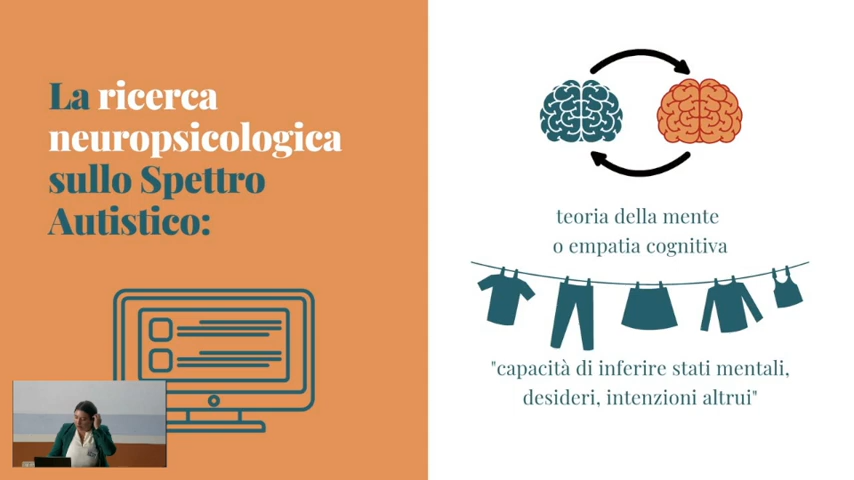 La ricerca
neuropsicologica
sullo Spettro
Autistico:
teoria della mente
o empatia cognitiva
"capacità di inferire stati mentali,
desideri, intenzioni altrui"